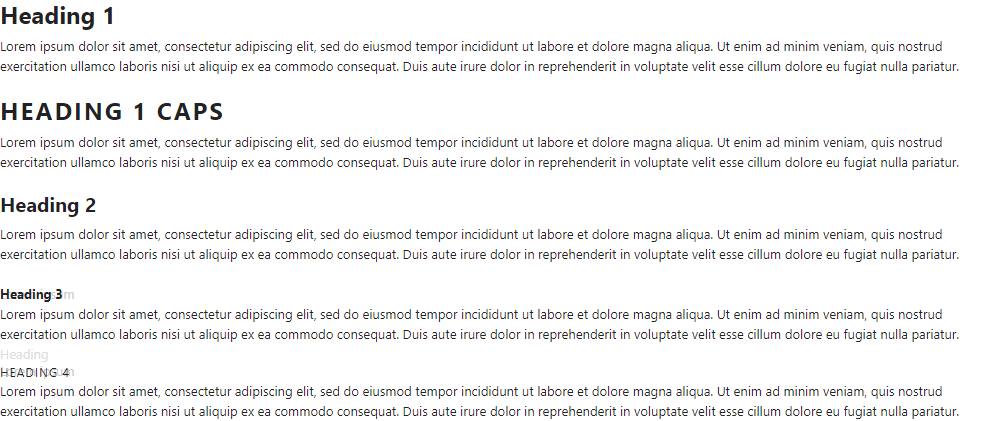 Heading 1
Lorem ipsum dolor sit amet, consectetur adipiscing elit, sed do eiusmod tempor incididunt ut labore et dolore magna aliqua. Ut enim ad minim veniam, quis nostrud
exercitation ullamco laboris nisi ut aliquip ex ea commodo consequat. Duis aute irure dolor in reprehenderit in voluptate velit esse cillum dolore eu fugiat nulla pariatur.
HEADING 1 CAPS
Lorem ipsum dolor sit amet, consectetur adipiscing elit, sed do eiusmod tempor incididunt ut labore et dolore magna aliqua. Ut enim ad minim veniam, quis nostrud
exercitation ullamco laboris nisi ut aliquip ex ea commodo consequat. Duis aute irure dolor in reprehenderit in voluptate velit esse cillum dolore eu fugiat nulla pariatur.
Heading 2
Lorem ipsum dolor sit amet, consectetur adipiscing elit, sed do eiusmod tempor incididunt ut labore et dolore magna aliqua. Ut enim ad minim veniam, quis nostrud
exercitation ullamco laboris nisi ut aliquip ex ea commodo consequat. Duis aute irure dolor in reprehenderit in voluptate velit esse cillum dolore eu fugiat nulla pariatur.
Heading 3
Lorem ipsum dolor sit amet, consectetur adipiscing elit, sed do eiusmod tempor incididunt ut labore et dolore magna aliqua. Ut enim ad minim veniam, quis nostrud
exercitation ullamco laboris nisi ut aliquip ex ea commodo consequat. Duis aute irure dolor in reprehenderit in voluptate velit esse cillum dolore eu fugiat nulla pariatur.
Heading
HEADING 4
Lorem ipsum dolor sit amet, consectetur adipiscing elit, sed do eiusmod tempor incididunt ut labore et dolore magna aliqua. Ut enim ad minim veniam, quis nostrud
exercitation ullamco laboris nisi ut aliquip ex ea commodo consequat. Duis aute irure dolor in reprehenderit in voluptate velit esse cillum dolore eu fugiat nulla pariatur.